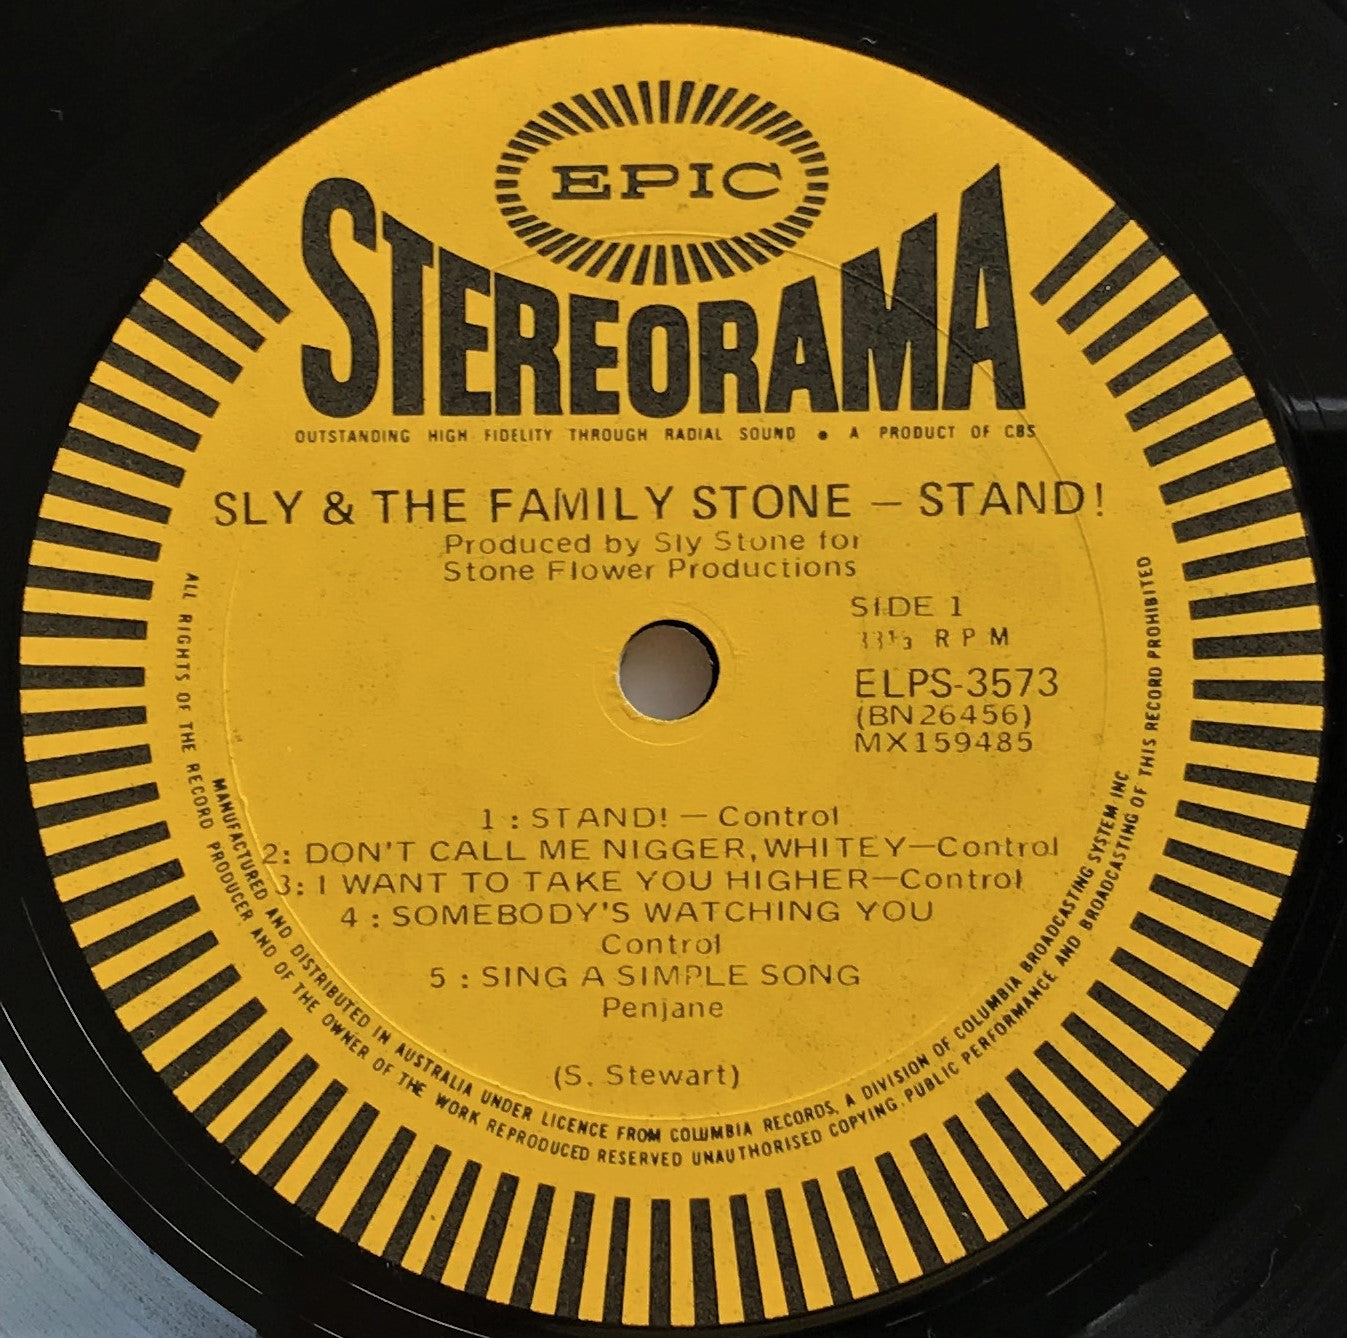 EPIC
STEREORAMA
OUTSTANDING HIGH FIDELITY THROUGH RADIAL SOUND • A PRODUCT OF CBS
SLY & THE FAMILY STONE – STAND!
Produced by Sly Stone for
Stone Flower Productions
SIDE 1
33⅓ RPM
ELPS-3573
(BN 26456)
MX159485
1 : STAND! — Control
2: DON'T CALL ME NIGGER, WHITEY—Control
3: I WANT TO TAKE YOU HIGHER—Control
4 : SOMEBODY'S WATCHING YOU
Control
5 : SING A SIMPLE SONG
Penjane
(S. Stewart)
MANUFACTURED AND DISTRIBUTED IN AUSTRALIA UNDER LICENCE FROM COLUMBIA RECORDS, A DIVISION OF COLUMBIA BROADCASTING SYSTEM INC
ALL RIGHTS OF THE RECORD PRODUCER AND OF THE OWNER OF THE WORK REPRODUCED RESERVED UNAUTHORISED COPYING, PUBLIC PERFORMANCE AND BROADCASTING OF THIS RECORD PROHIBITED